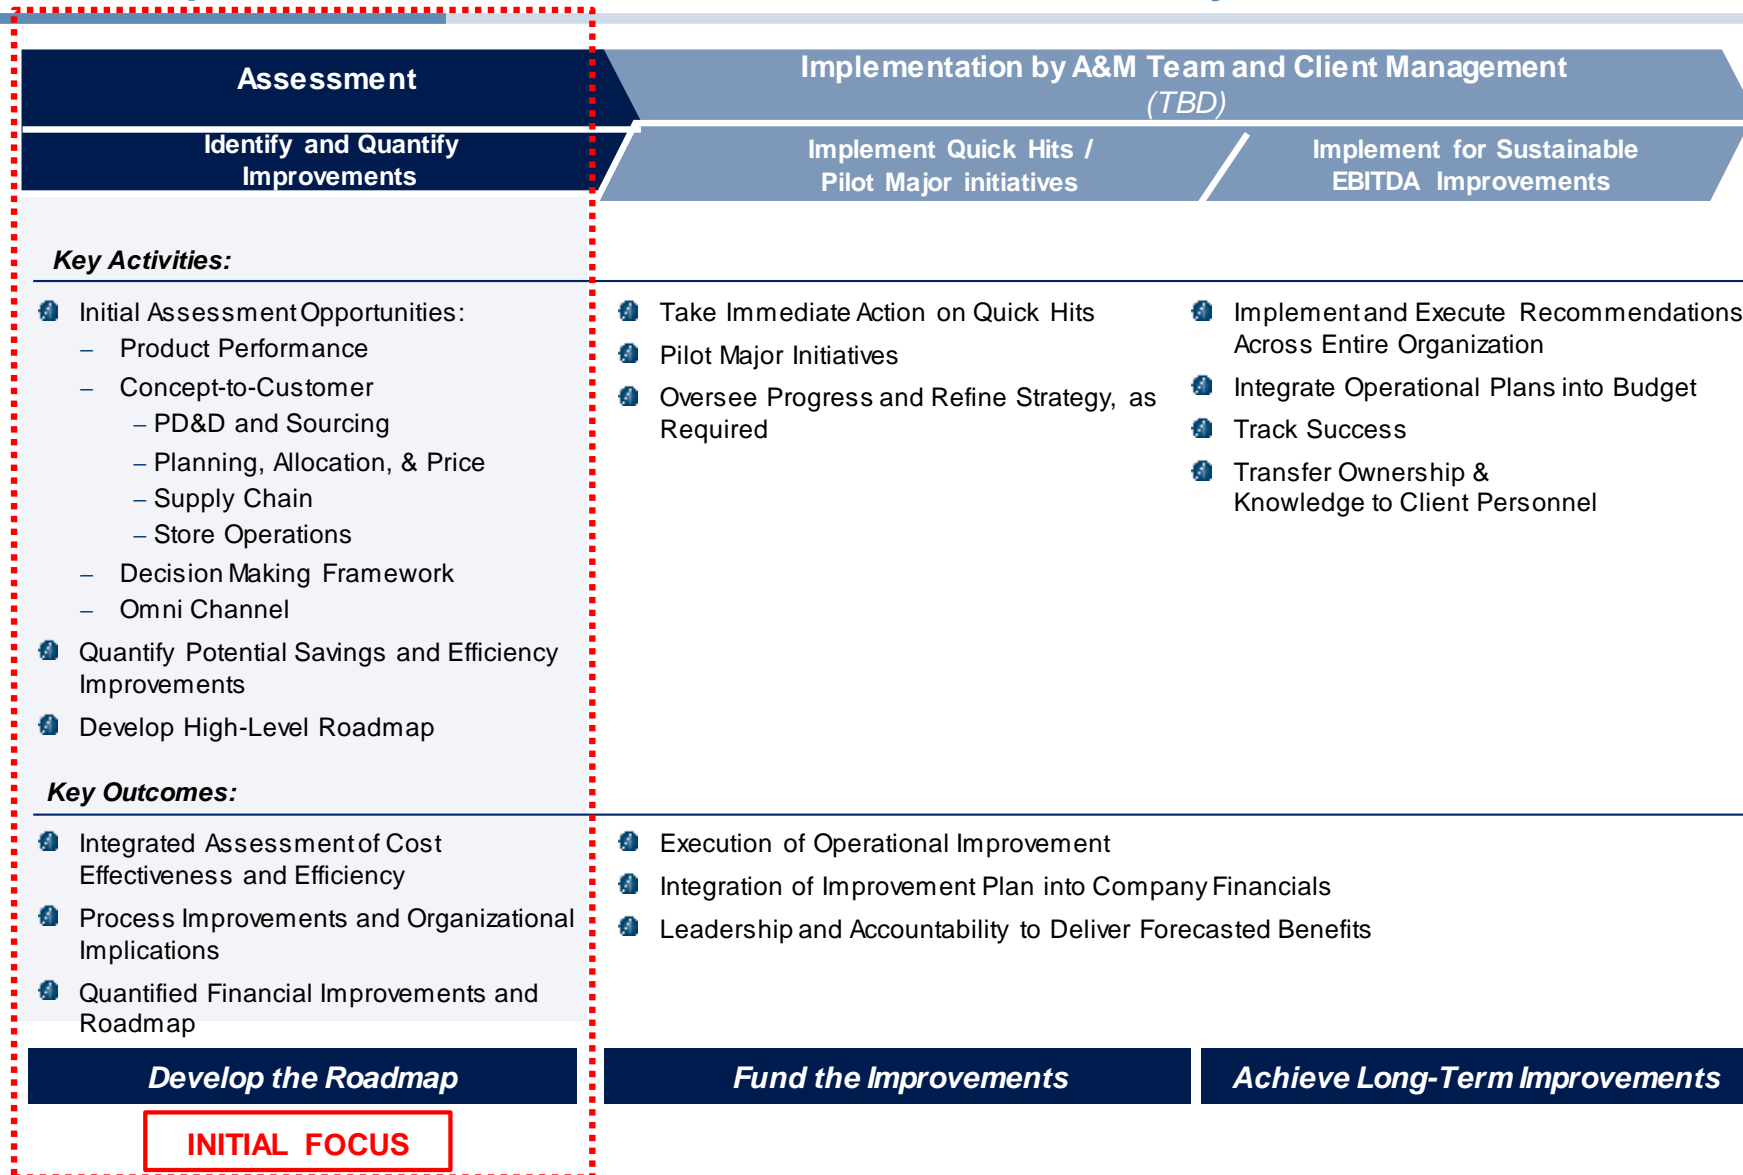 Assessment
Implementation by A&M Team and Client Management
(TBD)
Identify and Quantify
Improvements
Implement Quick Hits /
Pilot Major initiatives
Implement for Sustainable
EBITDA Improvements
Key Activities:
Initial Assessment Opportunities:
– Product Performance
– Concept-to-Customer
– PD&D and Sourcing
– Planning, Allocation, & Price
– Supply Chain
– Store Operations
– Decision Making Framework
– Omni Channel
Quantify Potential Savings and Efficiency
Improvements
Develop High-Level Roadmap
Take Immediate Action on Quick Hits
Pilot Major Initiatives
Oversee Progress and Refine Strategy, as
Required
Implement and Execute Recommendations
Across Entire Organization
Integrate Operational Plans into Budget
Track Success
Transfer Ownership &
Knowledge to Client Personnel
Key Outcomes:
Integrated Assessment of Cost
Effectiveness and Efficiency
Process Improvements and Organizational
Implications
Quantified Financial Improvements and
Roadmap
Execution of Operational Improvement
Integration of Improvement Plan into Company Financials
Leadership and Accountability to Deliver Forecasted Benefits
Develop the Roadmap
Fund the Improvements
Achieve Long-Term Improvements
INITIAL FOCUS